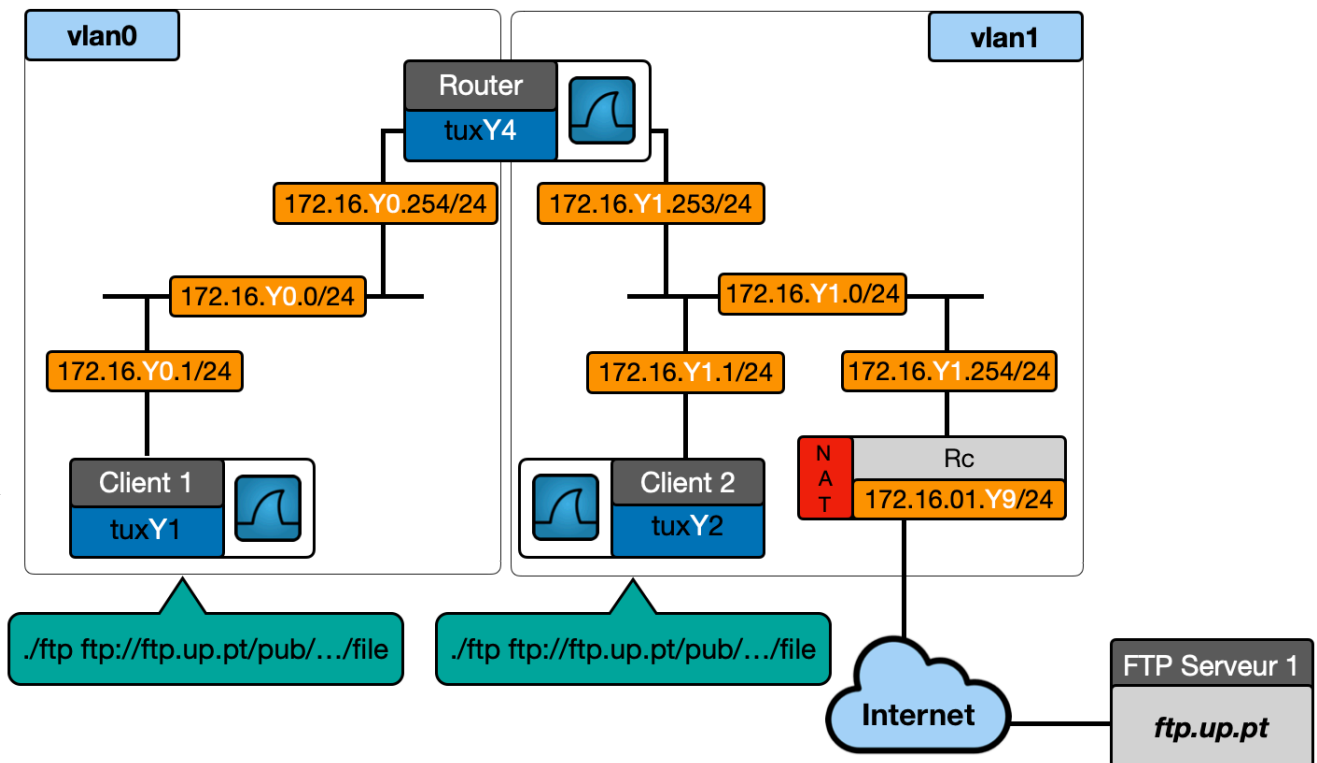 vlan0
vlan1
Router
tuxY4
172.16.Y0.254/24
172.16.Y1.253/24
172.16.Y0.0/24
172.16.Y1.0/24
172.16.Y0.1/24
172.16.Y1.1/24
172.16.Y1.254/24
Client 1
tuxY1
Client 2
tuxY2
N
A
T
Rc
172.16.01.Y9/24
./ftp ftp://ftp.up.pt/pub/…/file
./ftp ftp://ftp.up.pt/pub/…/file
Internet
FTP Serveur 1
ftp.up.pt